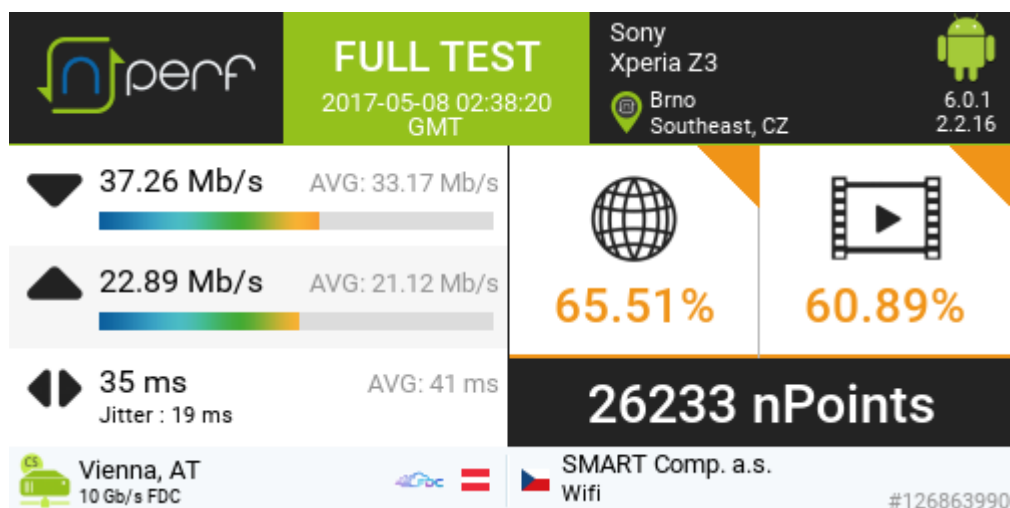 nperf
FULL TEST
2017-05-08 02:38:20
GMT
Sony
Xperia Z3
Brno
Southeast, CZ
6.0.1
2.2.16
37.26 Mb/s
AVG: 33.17 Mb/s
22.89 Mb/s
AVG: 21.12 Mb/s
35 ms
AVG: 41 ms
Jitter : 19 ms
65.51%
60.89%
26233 nPoints
CS
Vienna, AT
10 Gb/s FDC
FDC
SMART Comp. a.s.
Wifi
#126863990